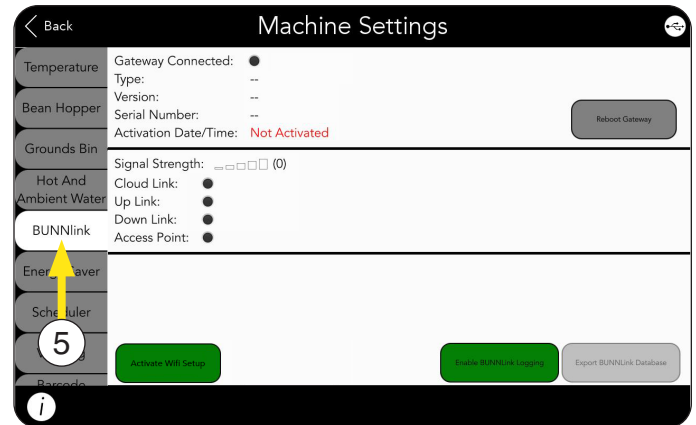 Back
Machine Settings
Temperature
Bean Hopper
Grounds Bin
Hot And
Ambient Water
BUNNlink
Scheduler
5
Barcode
i
Gateway Connected:
Type: --
Version: --
Serial Number: --
Activation Date/Time: Not Activated
Reboot Gateway
Signal Strength: (0)
Cloud Link:
Up Link:
Down Link:
Access Point:
Activate Wifi Setup
Enable BUNNLink Logging
Export BUNNLink Database